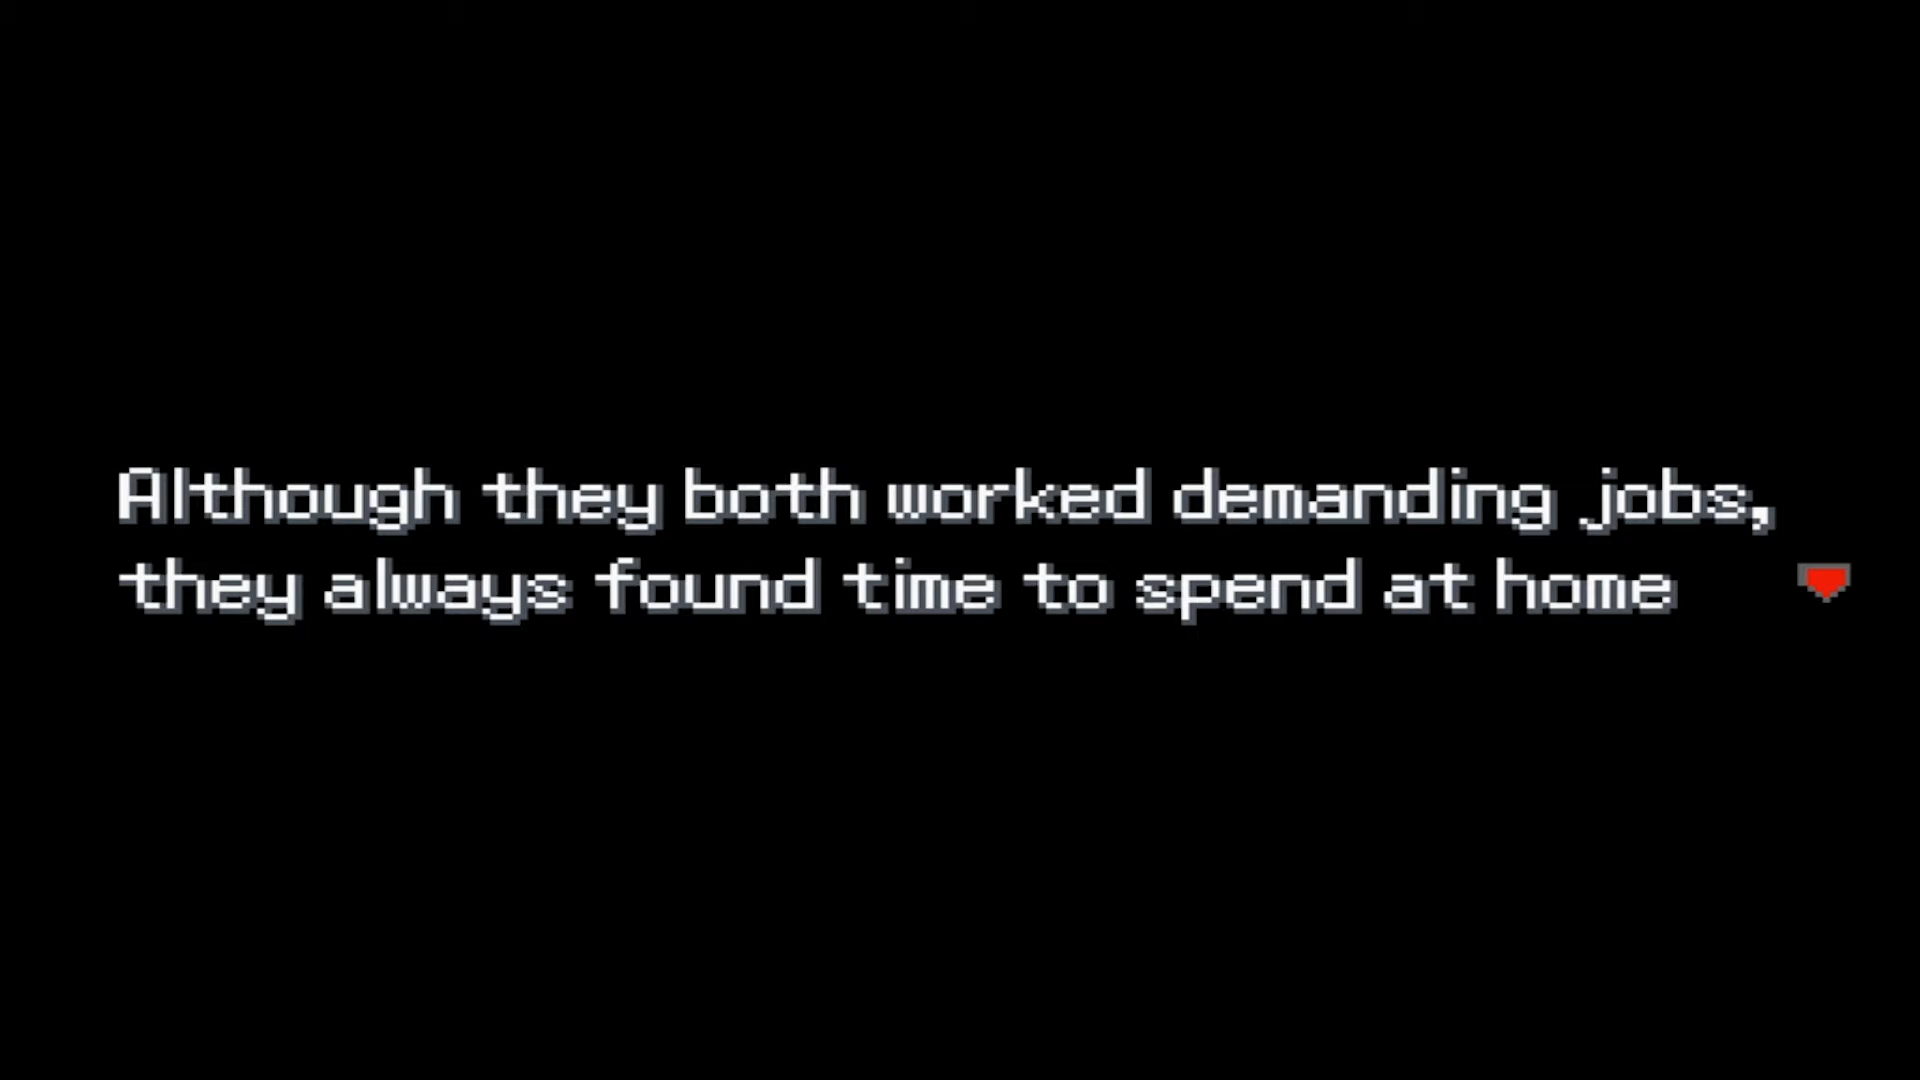 Although they both worked demanding jobs,
they always found time to spend at home